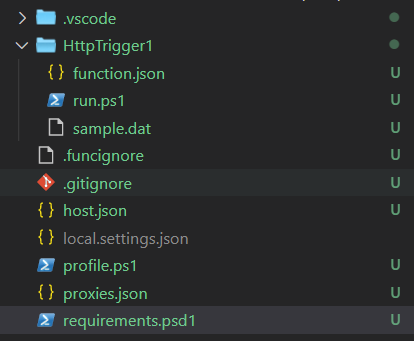 .vscode
HttpTrigger1
{ } function.json U
run.ps1 U
sample.dat U
.funcignore U
.gitignore U
{ } host.json U
{ } local.settings.json
profile.ps1 U
{ } proxies.json U
requirements.psd1 U